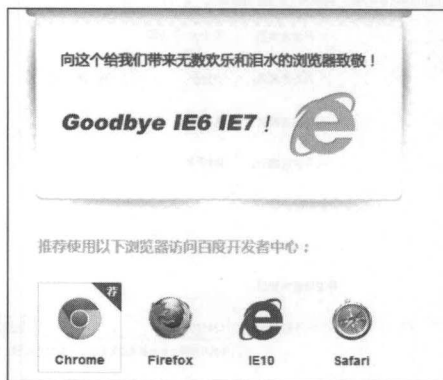 向这个给我们带来无数欢乐和泪水的浏览器致敬！
Goodbye IE6 IE7！
推荐使用以下浏览器访问百度开发者中心：
荐
Chrome Firefox IE10 Safari